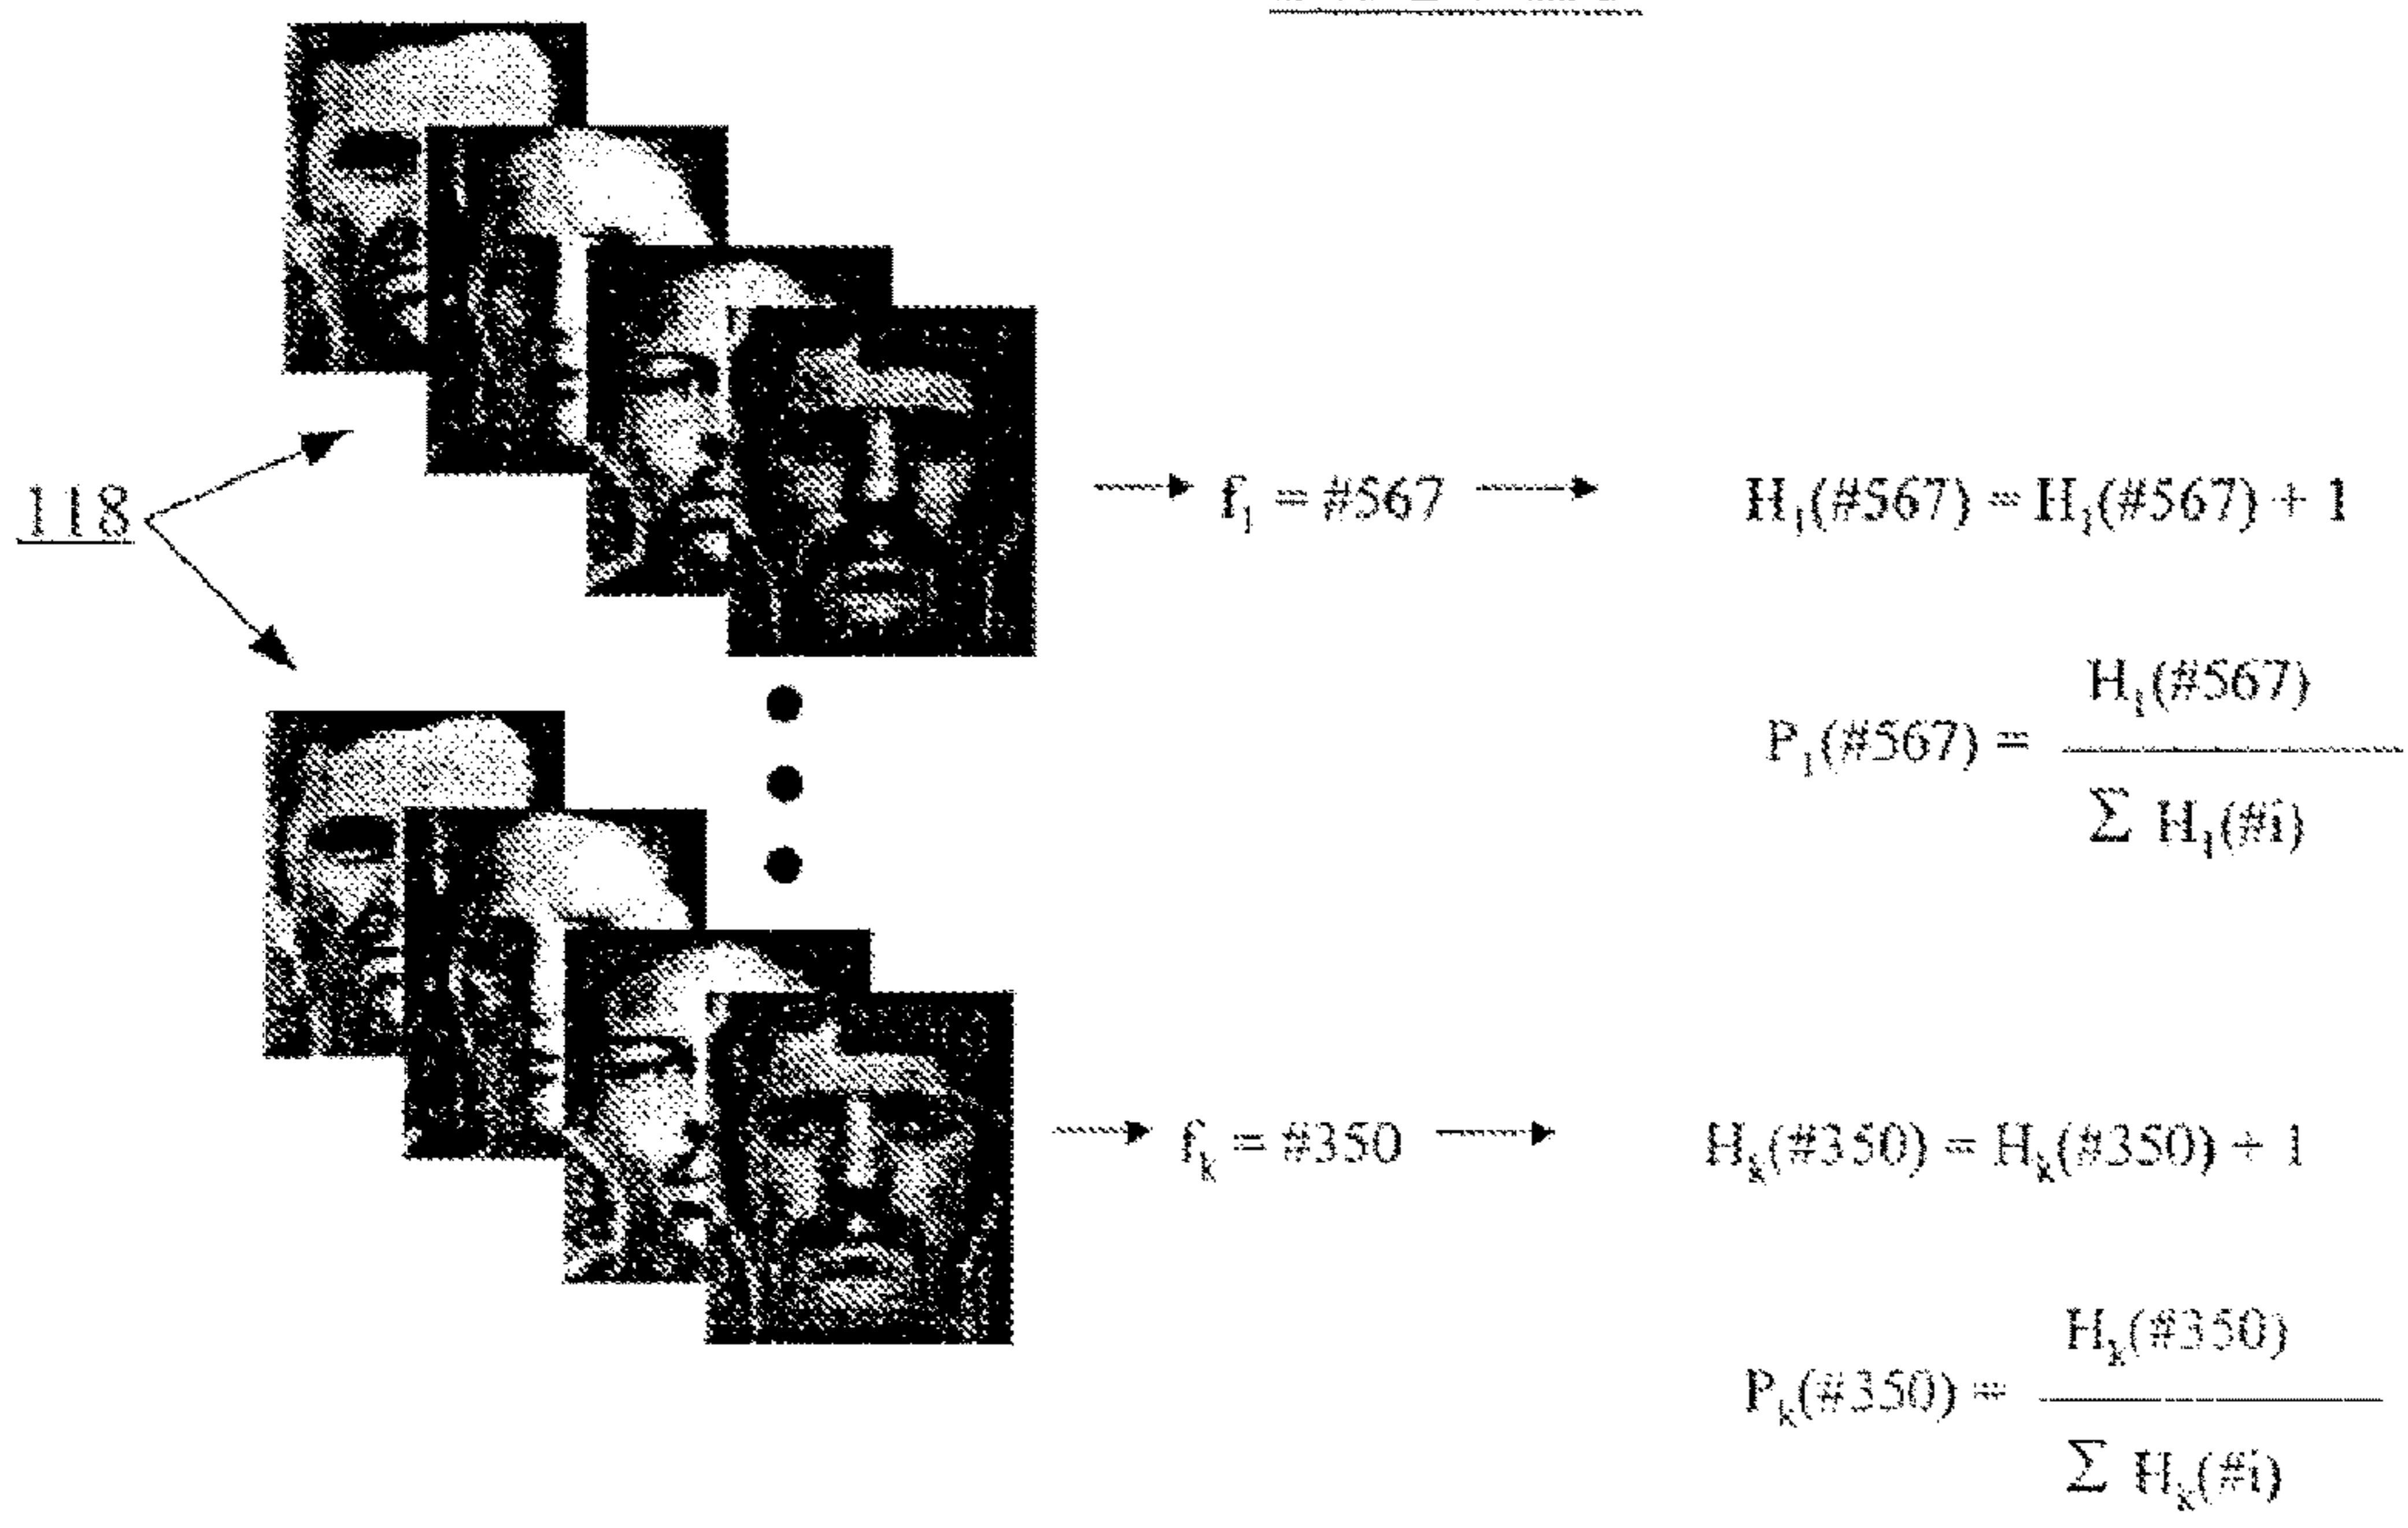 118
f₁ = #567
H₁(#567) = H₁(#567) + 1
P₁(#567) = H₁(#567)
Σ H₁(#i)
fₖ = #350
Hₖ(#350) = Hₖ(#350) + 1
Pₖ(#350) = Hₖ(#350)
Σ Hₖ(#i)